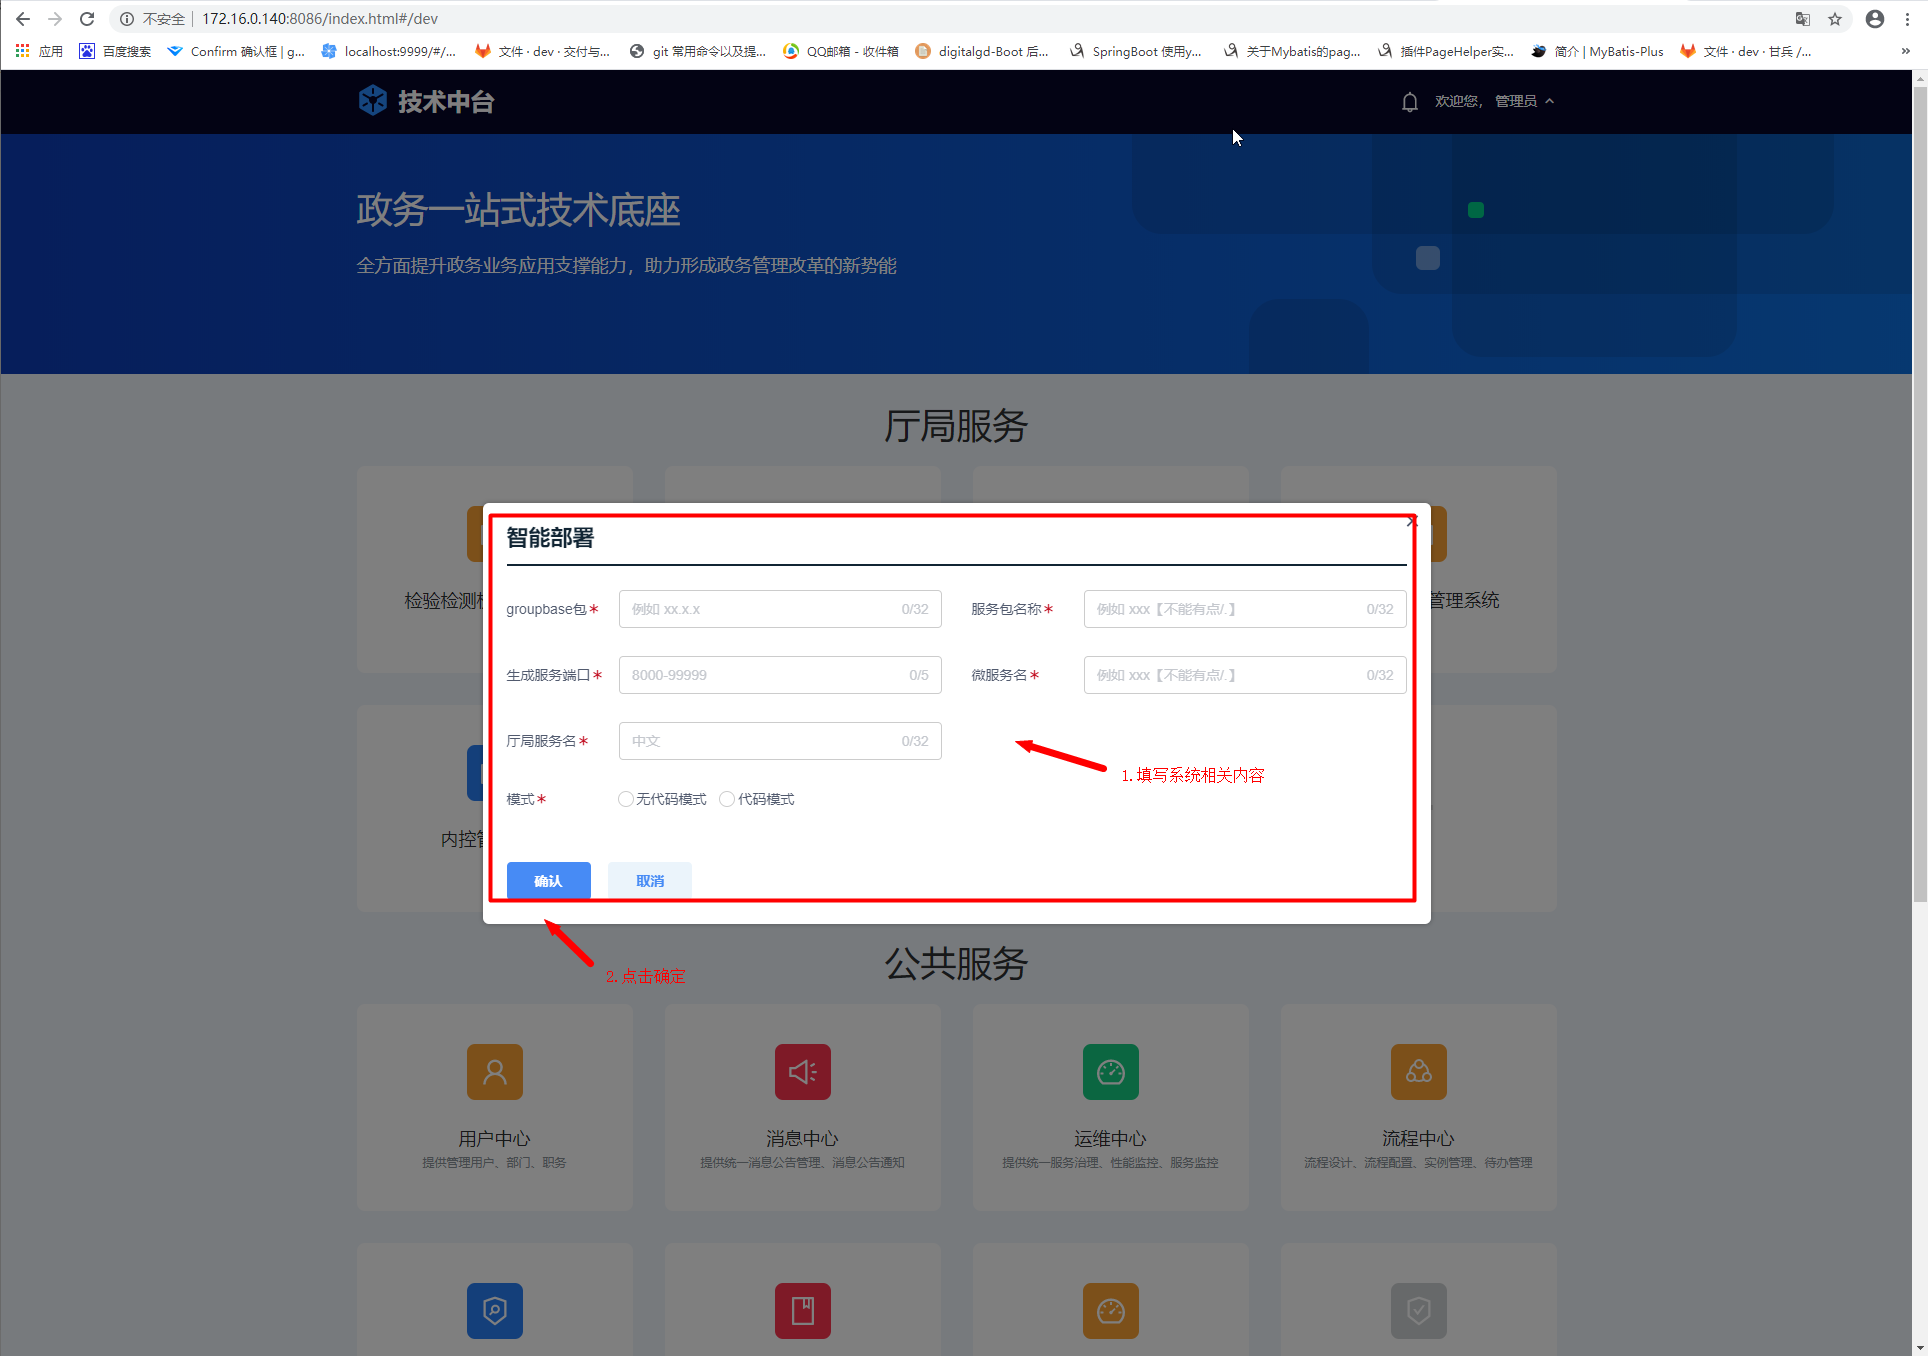 不安全 172.16.0.140:8086/index.html#/dev
应用 百度搜索 Confirm 确认框 | g... localhost:9999/#/... 文件 · dev · 交付与... git 常用命令以及提... QQ邮箱 - 收件箱 digitalgd-Boot 后... SpringBoot 使用y... 关于Mybatis的pag... 插件PageHelper实... 简介 | MyBatis-Plus 文件 · dev · 甘兵 /... »
技术中台 欢迎您， 管理员
政务一站式技术底座
全方面提升政务业务应用支撑能力，助力形成政务管理改革的新势能
厅局服务
智能部署
检验检测 管理系统
groupbase包* 例如 xx.x.x 0/32 服务包名称* 例如 xxx【不能有点/.】 0/32
生成服务端口* 8000-99999 0/5 微服务名* 例如 xxx【不能有点/.】 0/32
厅局服务名* 中文 0/32
1. 填写系统相关内容
模式* 无代码模式 代码模式
内控
确认 取消
2. 点击确定
公共服务
用户中心 消息中心 运维中心 流程中心
提供管理用户、部门、职务 提供统一消息公告管理、消息公告通知 提供统一服务治理、性能监控、服务监控 流程设计、流程配置、实例管理、待办管理